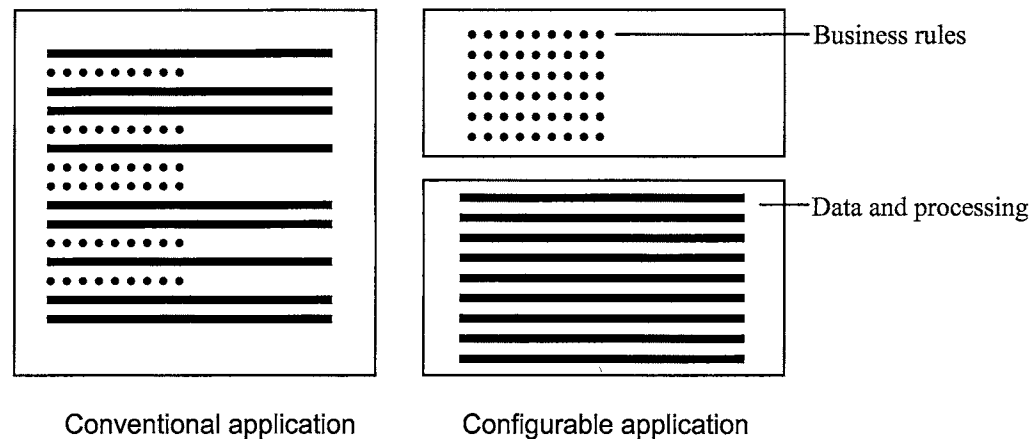 Business rules
Data and processing
Conventional application
Configurable application